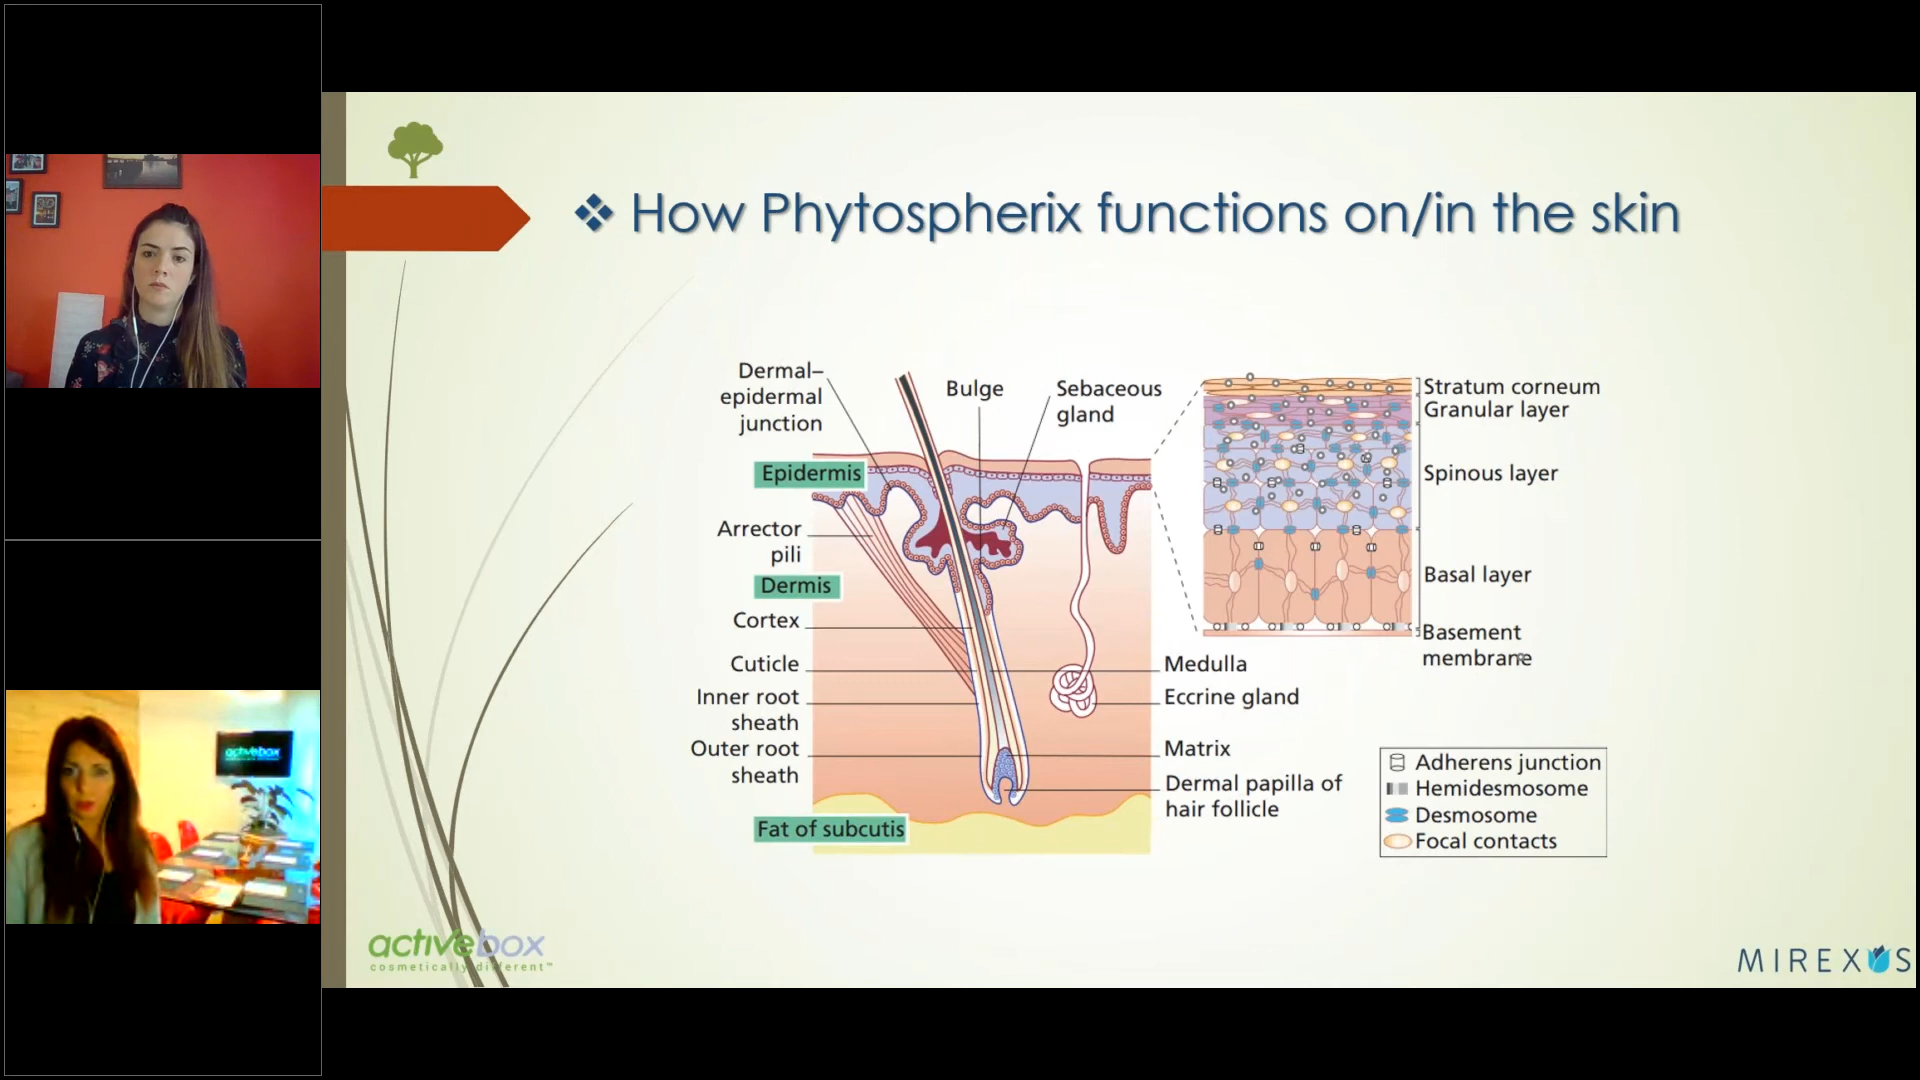 ❖ How Phytospherix functions on/in the skin
Dermal–
epidermal
junction
Bulge
Sebaceous
gland
Epidermis
Arrector
pili
Dermis
Cortex
Cuticle
Inner root
sheath
Outer root
sheath
Fat of subcutis
Medulla
Eccrine gland
Matrix
Dermal papilla of
hair follicle
Stratum corneum
Granular layer
Spinous layer
Basal layer
Basement
membrane
Adherens junction
Hemidesmosome
Desmosome
Focal contacts
activebox
activebox
cosmetically different™
MIREXUS